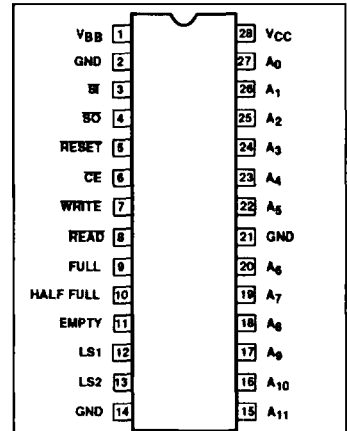 VBB 1 28 VCC
GND 2 27 A0
SI 3 26 A1
SO 4 25 A2
RESET 5 24 A3
CE 6 23 A4
WRITE 7 22 A5
READ 8 21 GND
FULL 9 20 A6
HALF FULL 10 19 A7
EMPTY 11 18 A8
LS1 12 17 A9
LS2 13 16 A10
GND 14 15 A11